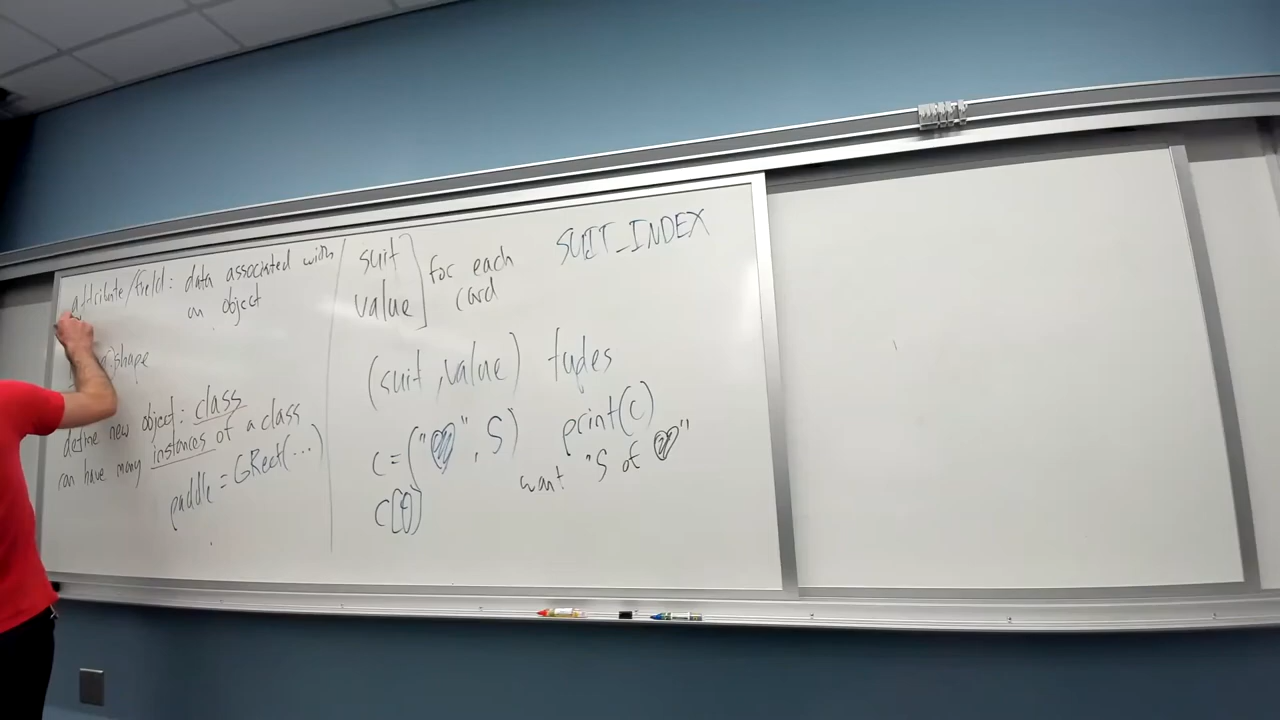 attribute/field: data associated with
an object
shape
define new object: class
can have many instances of a class
paddle = GRect(...)
suit
value
for each
card
SUIT_INDEX
(suit, value) tuples
c = ("♥", 5)
c[0]
print(c)
want "5 of ♥"